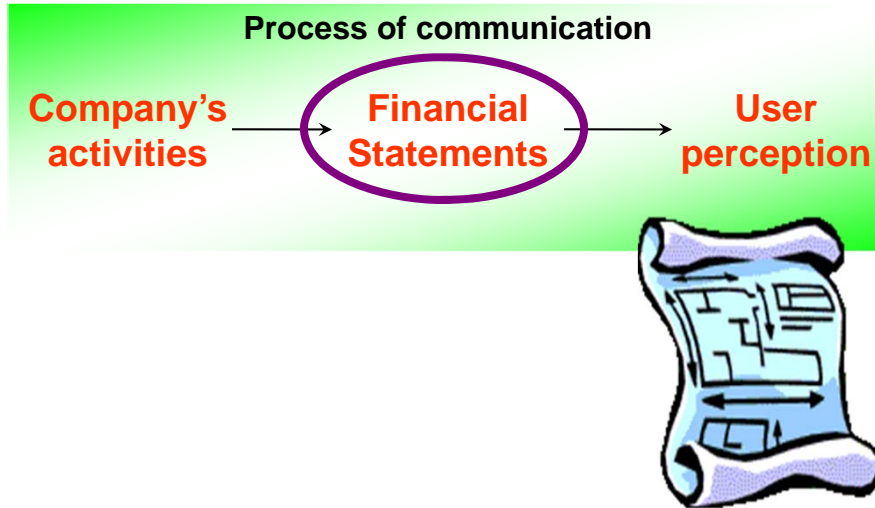 Process of communication
Company’s
activities
Financial
Statements
User
perception